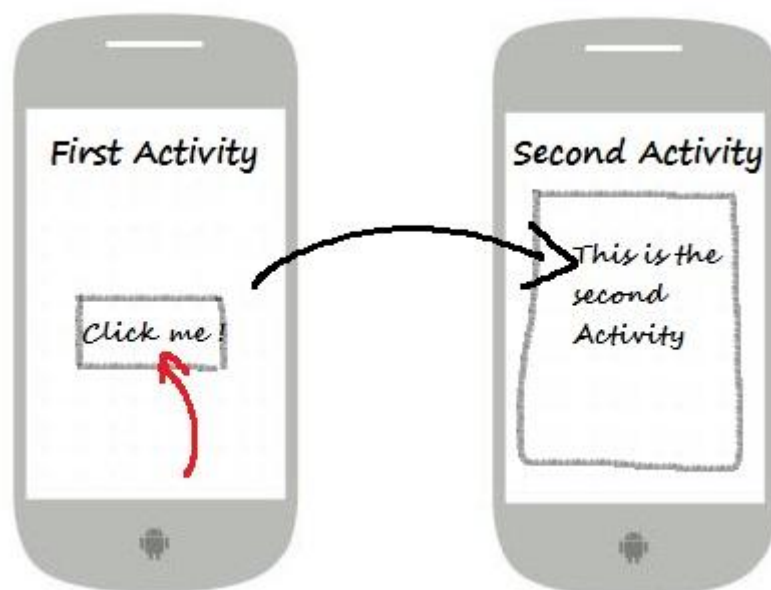 First Activity
Click me !
Second Activity
This is the
second
Activity